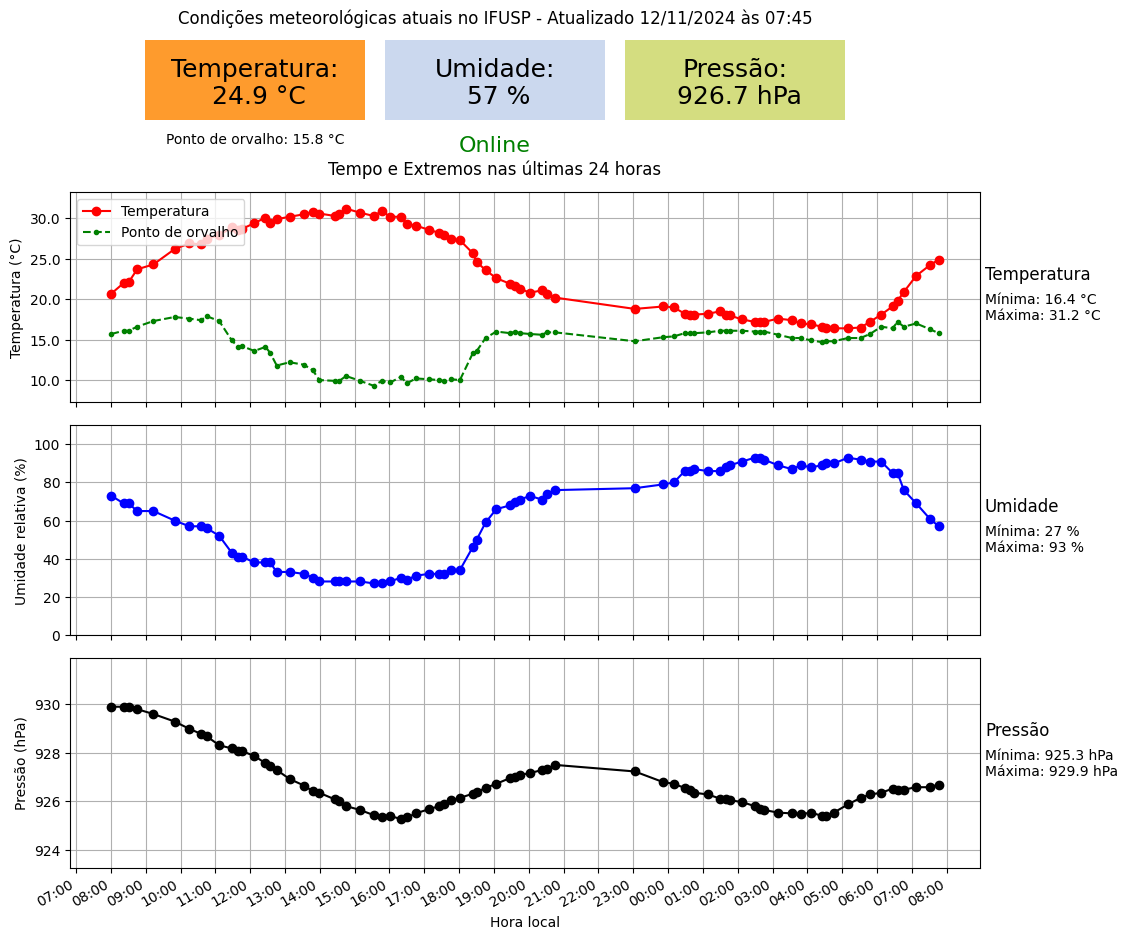 Condições meteorológicas atuais no IFUSP - Atualizado 12/11/2024 às 07:45
Temperatura:
24.9 °C
Umidade:
57 %
Pressão:
926.7 hPa
Ponto de orvalho: 15.8 °C
Online
Tempo e Extremos nas últimas 24 horas
Temperatura (°C)
30.0
25.0
20.0
15.0
10.0
Temperatura
Ponto de orvalho
Temperatura
Mínima: 16.4 °C
Máxima: 31.2 °C
Umidade relativa (%)
100
80
60
40
20
0
Umidade
Mínima: 27 %
Máxima: 93 %
Pressão (hPa)
930
928
926
924
Pressão
Mínima: 925.3 hPa
Máxima: 929.9 hPa
07:00 08:00 09:00 10:00 11:00 12:00 13:00 14:00 15:00 16:00 17:00 18:00 19:00 20:00 21:00 22:00 23:00 00:00 01:00 02:00 03:00 04:00 05:00 06:00 07:00 08:00
Hora local